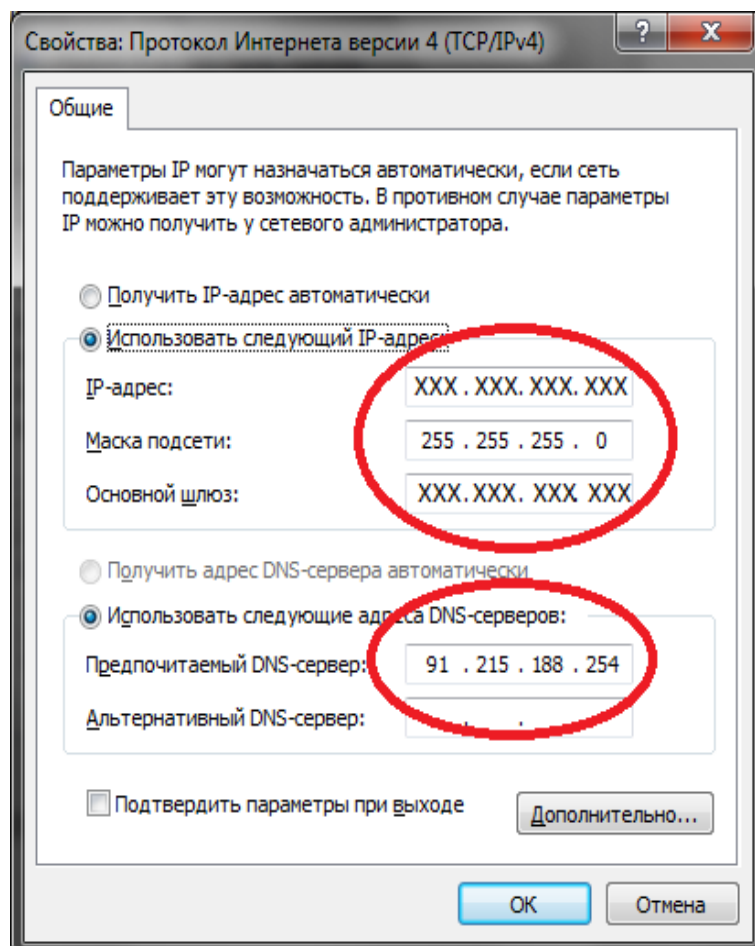 Свойства: Протокол Интернета версии 4 (TCP/IPv4)
?
X
Общие
Параметры IP могут назначаться автоматически, если сеть
поддерживает эту возможность. В противном случае параметры
IP можно получить у сетевого администратора.
Получить IP-адрес автоматически
Использовать следующий IP-адрес:
IP-адрес: XXX . XXX. XXX. XXX
Маска подсети: 255 . 255 . 255 . 0
Основной шлюз: XXX.XXX. XXX XXX
Получить адрес DNS-сервера автоматически
Использовать следующие адреса DNS-серверов:
Предпочитаемый DNS-сервер: 91 . 215 . 188 . 254
Альтернативный DNS-сервер: . . .
Подтвердить параметры при выходе
Дополнительно...
ОК
Отмена